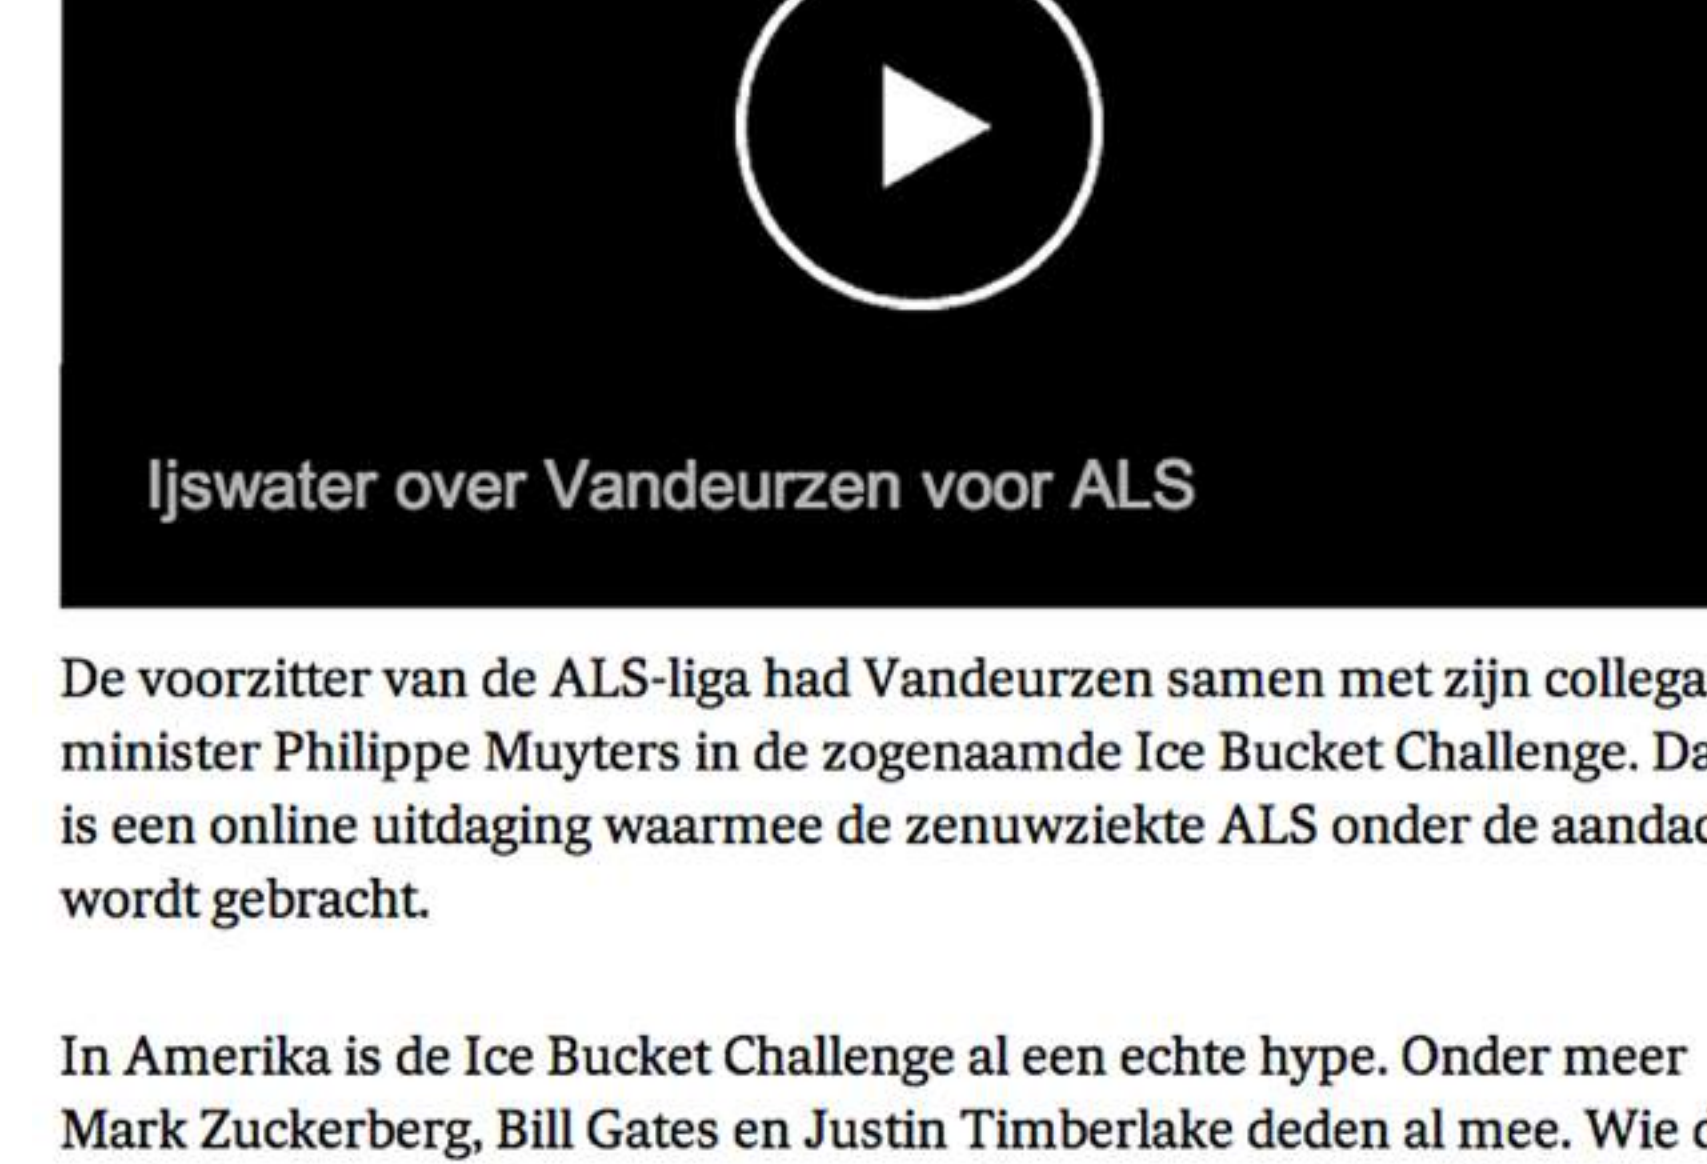 Ijswater over Vandeurzen voor ALS
De voorzitter van de ALS-liga had Vandeurzen samen met zijn collega
minister Philippe Muyters in de zogenaamde Ice Bucket Challenge.
is een online uitdaging waarmee de zenuwziekte ALS onder de
wordt gebracht.
In Amerika is de Ice Bucket Challenge al een echte hype. Onder meer
Mark Zuckerberg, Bill Gates en Justin Timberlake deden al mee. Wie